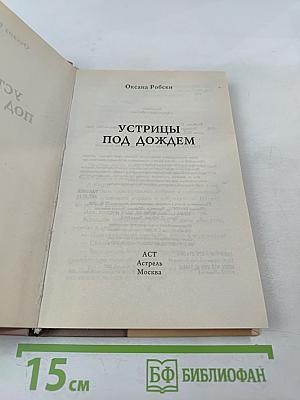 Оксана Робски
УСТРИЦЫ
ПОД ДОЖДЕМ
АСТ
Астрель
Москва
15 см
БФ БИБЛИОФАН